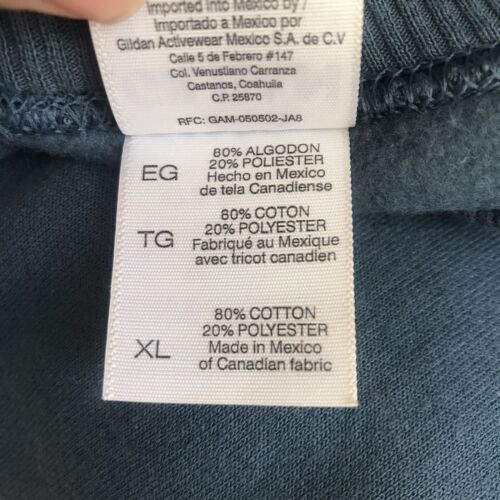 Imported into Mexico by /
Importado a Mexico por
Gildan Activewear Mexico S.A. de C.V
Calle 5 de Febrero #147
Col. Venustiano Carranza
Castanos, Coahuila
C.P. 25870
RFC: GAM-050502-JA8
EG
80% ALGODON
20% POLIESTER
Hecho en Mexico
de tela Canadiense
TG
80% COTON
20% POLYESTER
Fabriqué au Mexique
avec tricot canadien
XL
80% COTTON
20% POLYESTER
Made in Mexico
of Canadian fabric